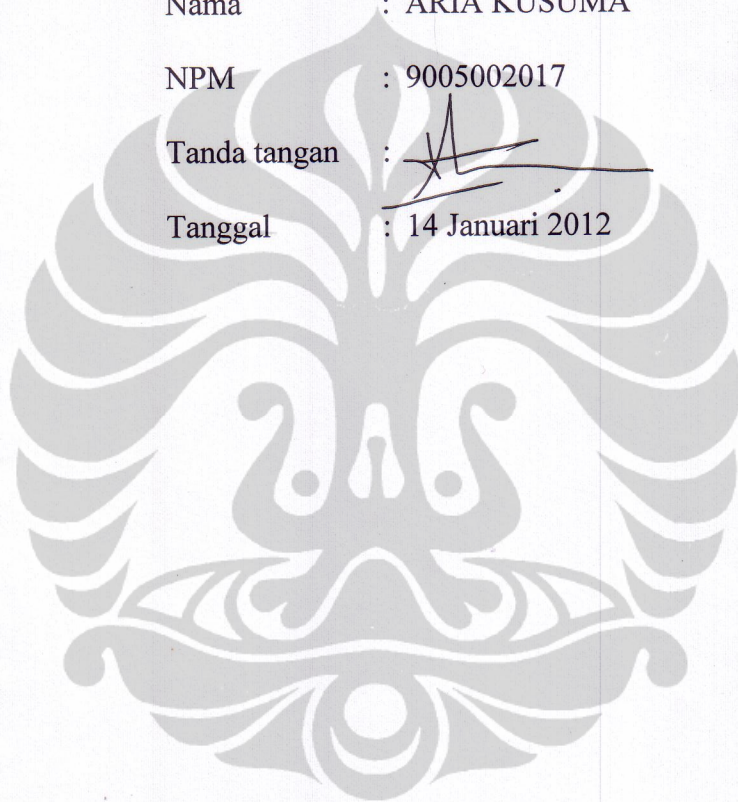 Nama : ARIA KUSUMA
NPM : 9005002017
Tanda tangan :
Tanggal : 14 Januari 2012